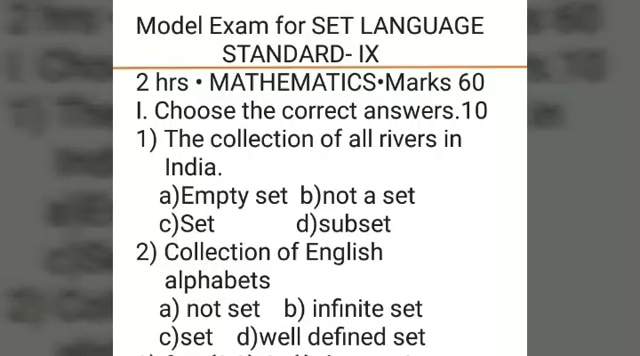 Model Exam for SET LANGUAGE
STANDARD- IX
2 hrs • MATHEMATICS•Marks 60
I. Choose the correct answers.10
1) The collection of all rivers in
India.
a)Empty set b)not a set
c)Set d)subset
2) Collection of English
alphabets
a) not set b) infinite set
c)set d)well defined set